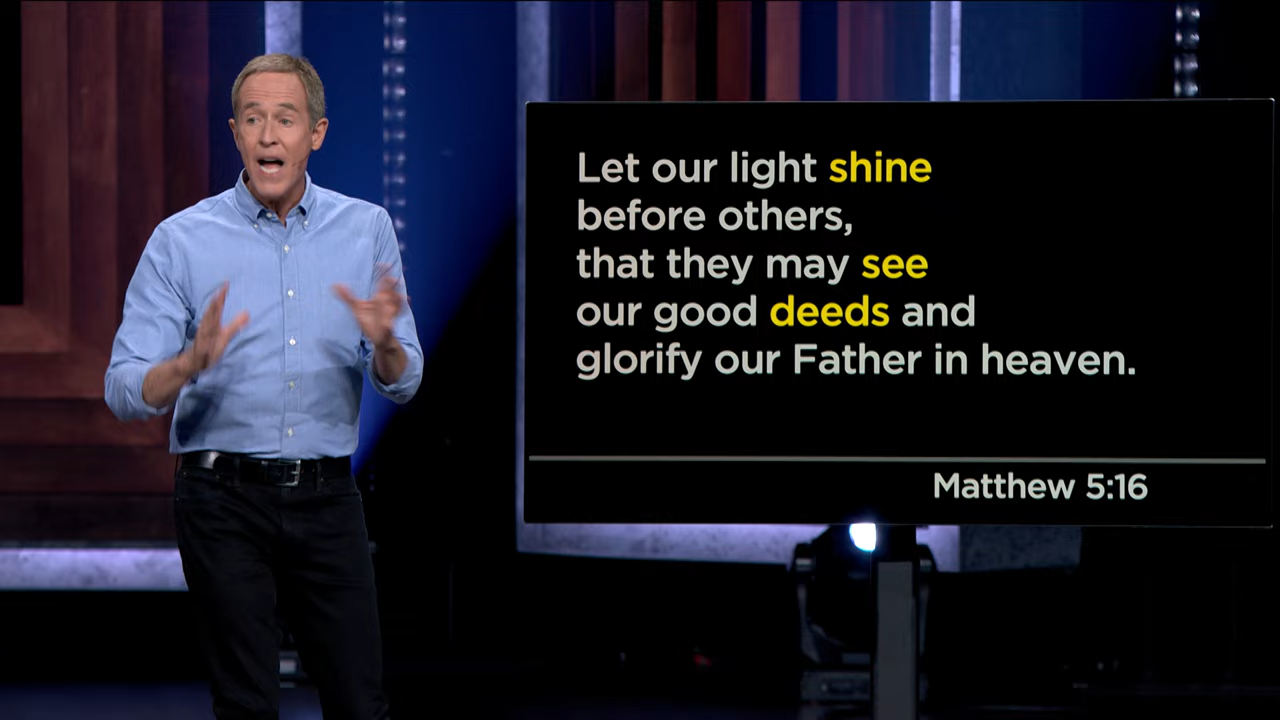 Let our light shine
before others,
that they may see
our good deeds and
glorify our Father in heaven.
Matthew 5:16